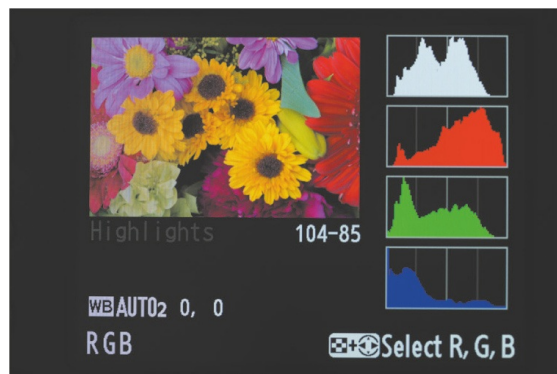 Highlights
104-85
WB AUTO2 0, 0
RGB
+ Select R, G, B